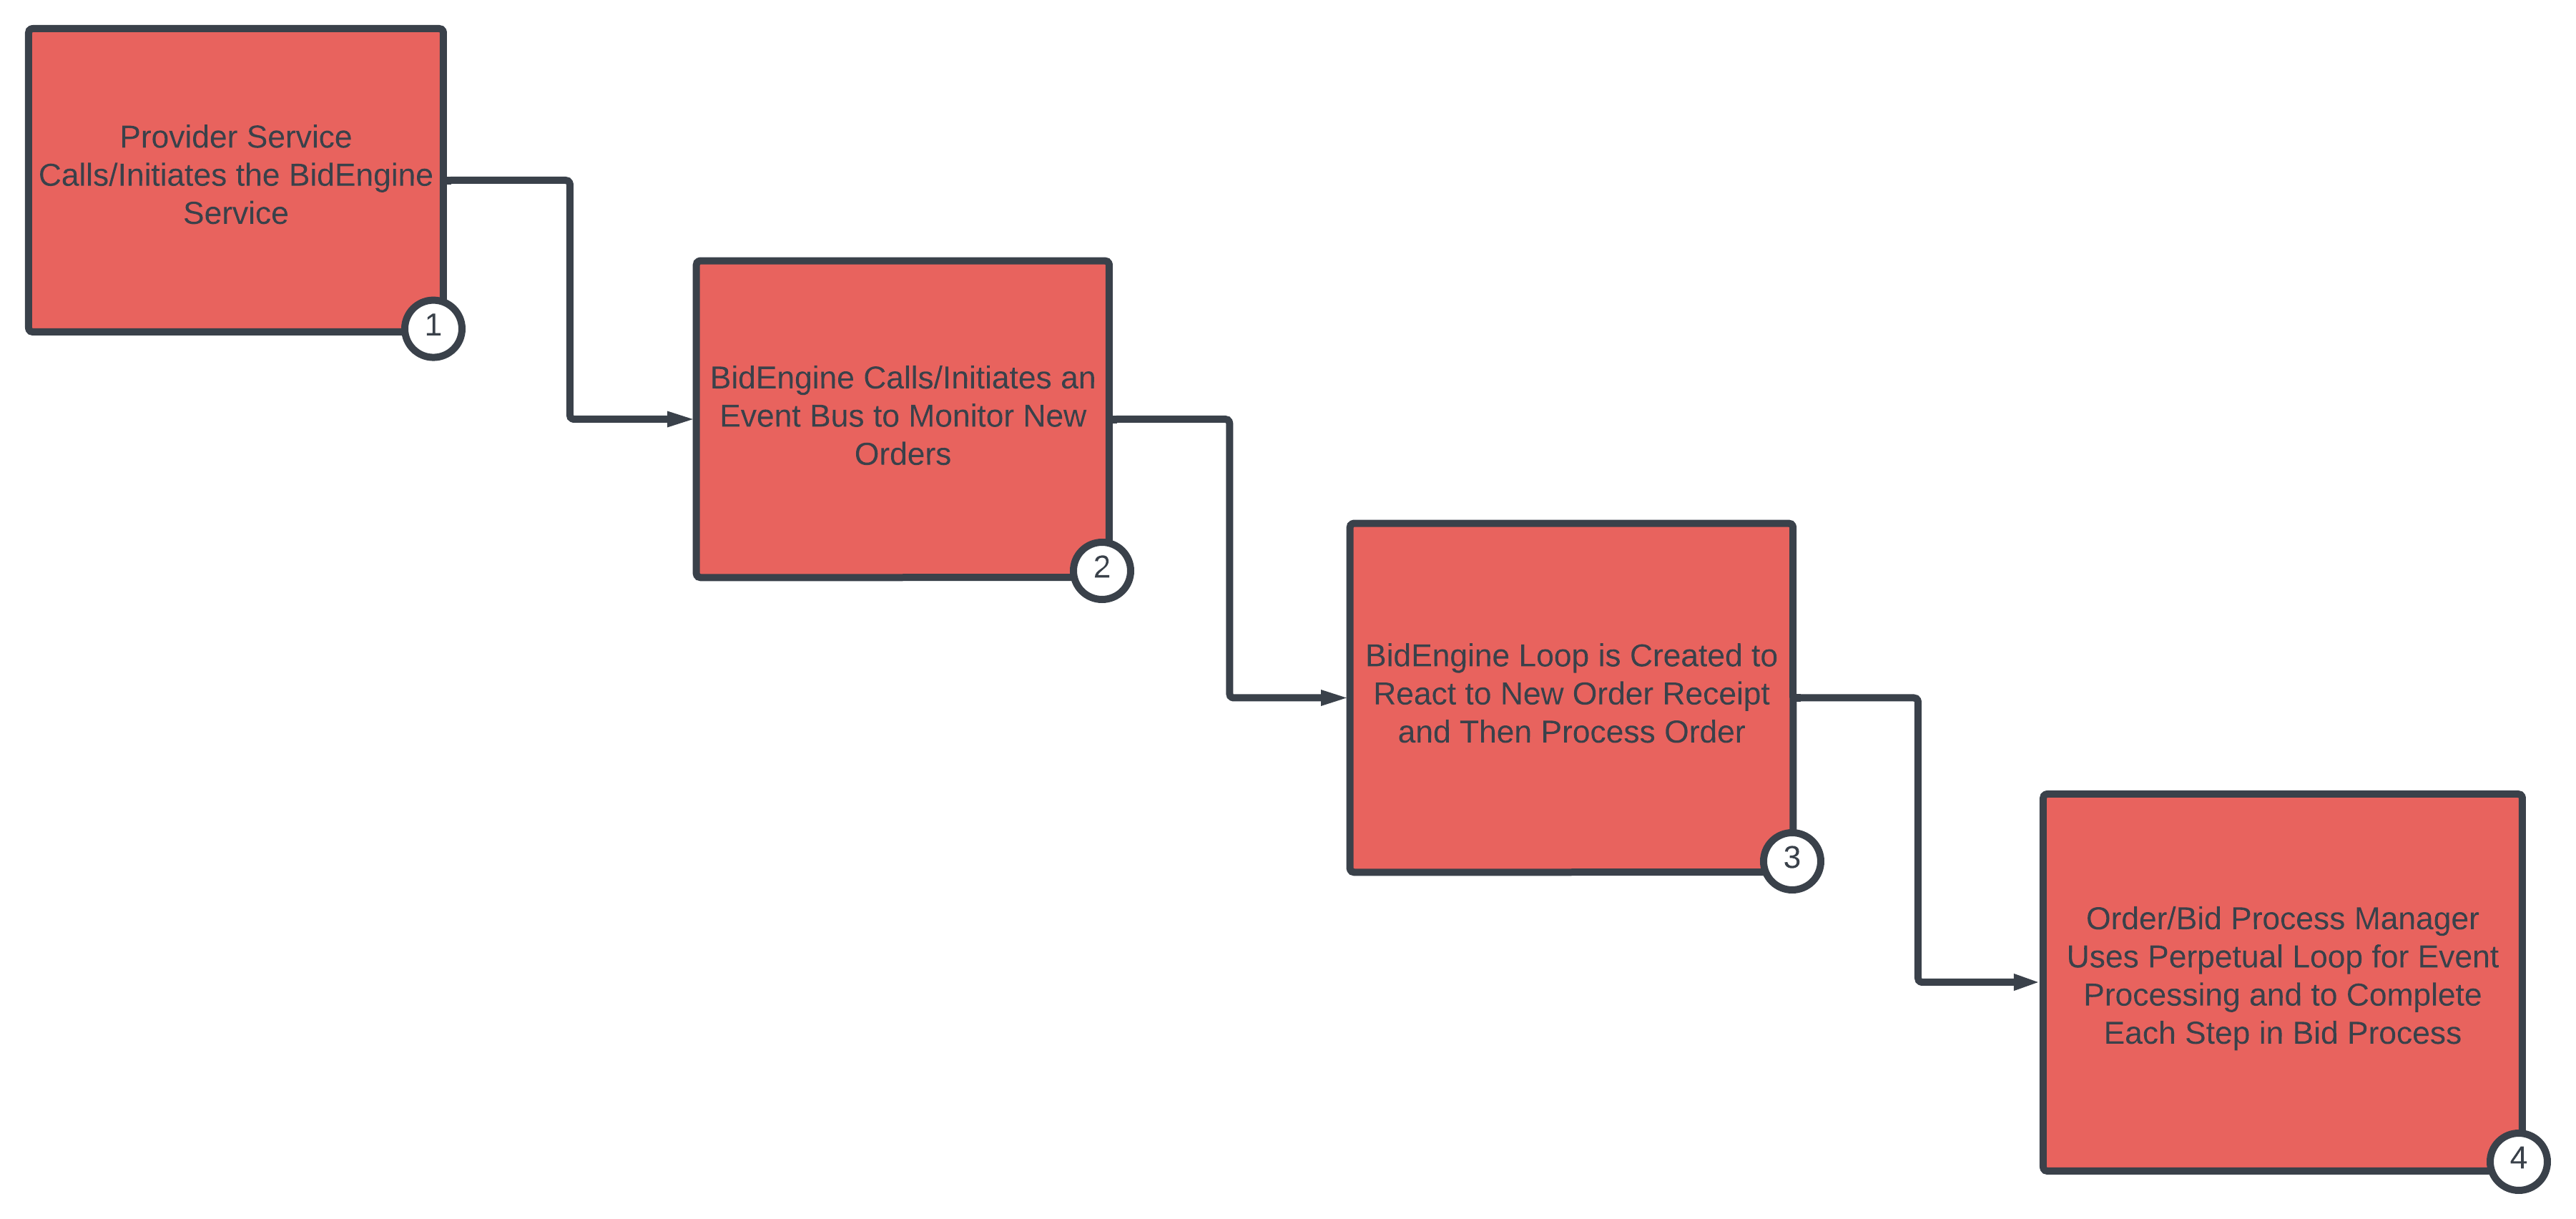 Provider Service
Calls/Initiates the BidEngine
Service
1
BidEngine Calls/Initiates an
Event Bus to Monitor New
Orders
2
BidEngine Loop is Created to
React to New Order Receipt
and Then Process Order
3
Order/Bid Process Manager
Uses Perpetual Loop for Event
Processing and to Complete
Each Step in Bid Process
4